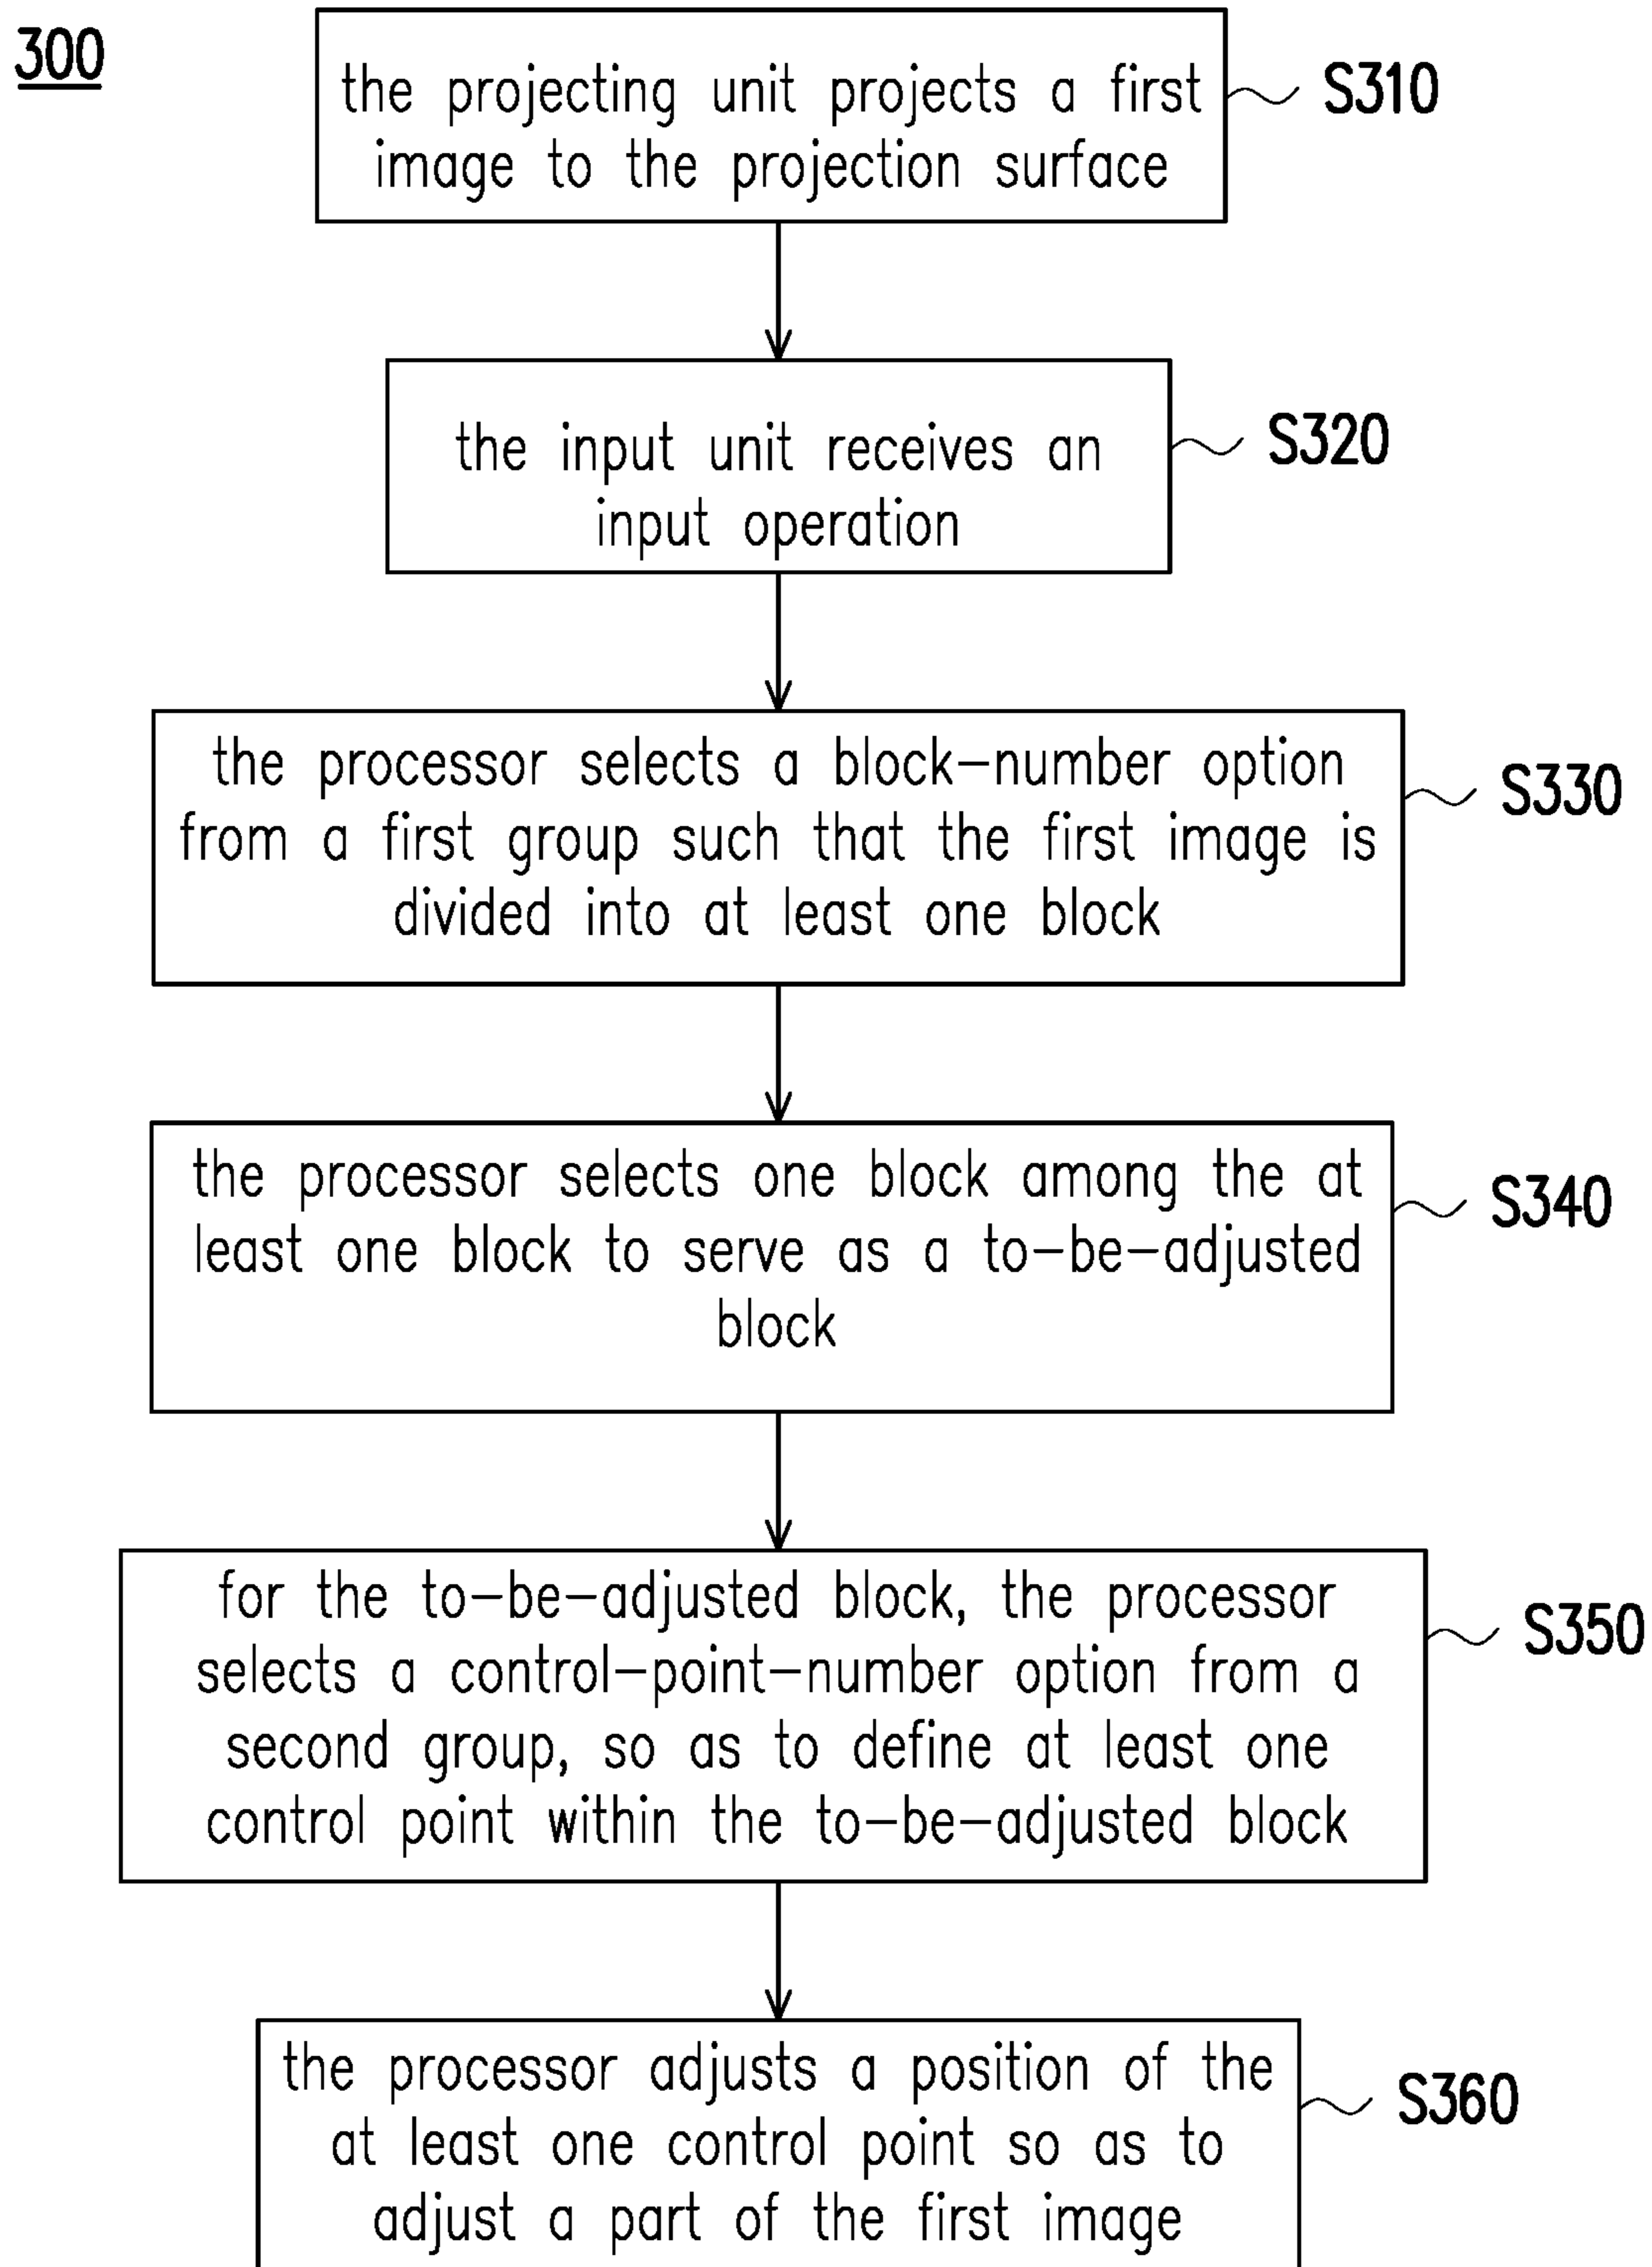 300
the projecting unit projects a first
image to the projection surface
S310
the input unit receives an
input operation
S320
the processor selects a block-number option
from a first group such that the first image is
divided into at least one block
S330
the processor selects one block among the at
least one block to serve as a to-be-adjusted
block
S340
for the to-be-adjusted block, the processor
selects a control-point-number option from a
second group, so as to define at least one
control point within the to-be-adjusted block
S350
the processor adjusts a position of the
at least one control point so as to
adjust a part of the first image
S360